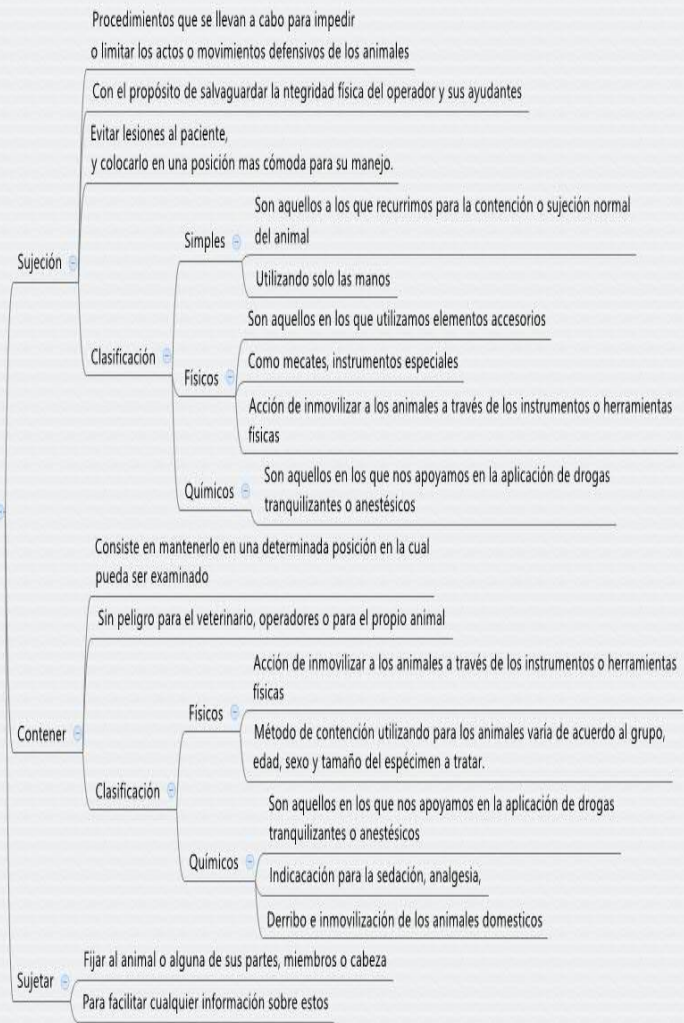 Procedimientos que se llevan a cabo para impedir
o limitar los actos o movimientos defensivos de los animales
Con el propósito de salvaguardar la ntegridad física del operador y sus ayudantes
Evitar lesiones al paciente,
y colocarlo en una posición mas cómoda para su manejo.
Sujeción
Clasificación
Simples
Son aquellos a los que recurrimos para la contención o sujeción normal
del animal
Utilizando solo las manos
Físicos
Son aquellos en los que utilizamos elementos accesorios
Como mecates, instrumentos especiales
Acción de inmovilizar a los animales a través de los instrumentos o herramientas
físicas
Químicos
Son aquellos en los que nos apoyamos en la aplicación de drogas
tranquilizantes o anestésicos
Contener
Consiste en mantenerlo en una determinada posición en la cual
pueda ser examinado
Sin peligro para el veterinario, operadores o para el propio animal
Clasificación
Físicos
Acción de inmovilizar a los animales a través de los instrumentos o herramientas
físicas
Método de contención utilizando para los animales varía de acuerdo al grupo,
edad, sexo y tamaño del espécimen a tratar.
Químicos
Son aquellos en los que nos apoyamos en la aplicación de drogas
tranquilizantes o anestésicos
Indicacación para la sedación, analgesia,
Derribo e inmovilización de los animales domesticos
Sujetar
Fijar al animal o alguna de sus partes, miembros o cabeza
Para facilitar cualquier información sobre estos